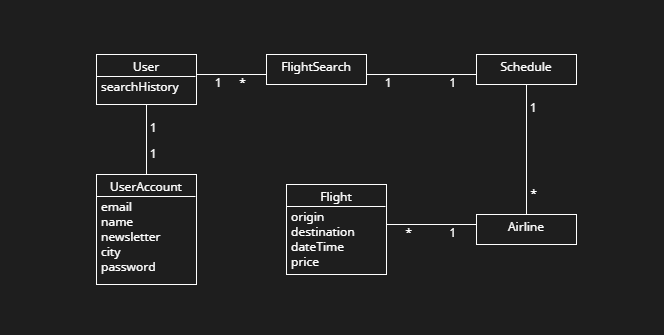 User
searchHistory
1
*
FlightSearch
1
1
Schedule
1
*
1
1
UserAccount
email
name
newsletter
city
password
Flight
origin
destination
dateTime
price
*
1
Airline